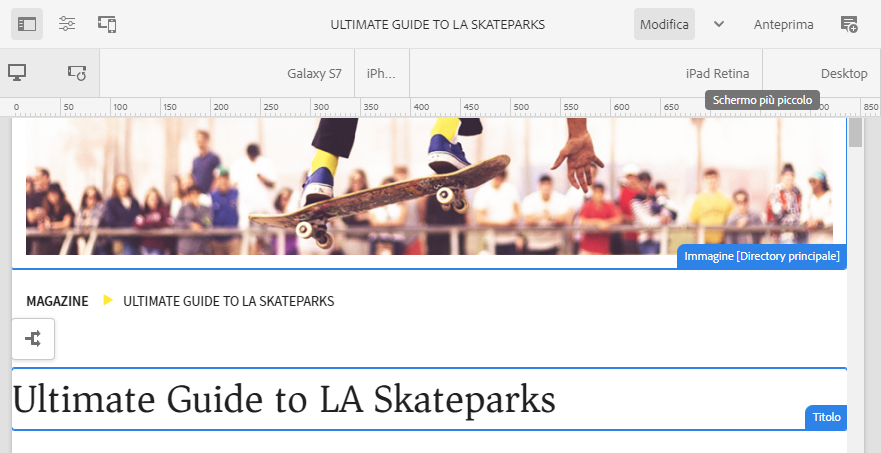 ULTIMATE GUIDE TO LA SKATEPARKS Modifica Anteprima
Galaxy S7 iPh... iPad Retina Desktop
Schermo più piccolo
0 50 100 150 200 250 300 350 400 450 500 550 600 650 850
Immagine [Directory principale]
MAGAZINE ULTIMATE GUIDE TO LA SKATEPARKS
Ultimate Guide to LA Skateparks
Titolo